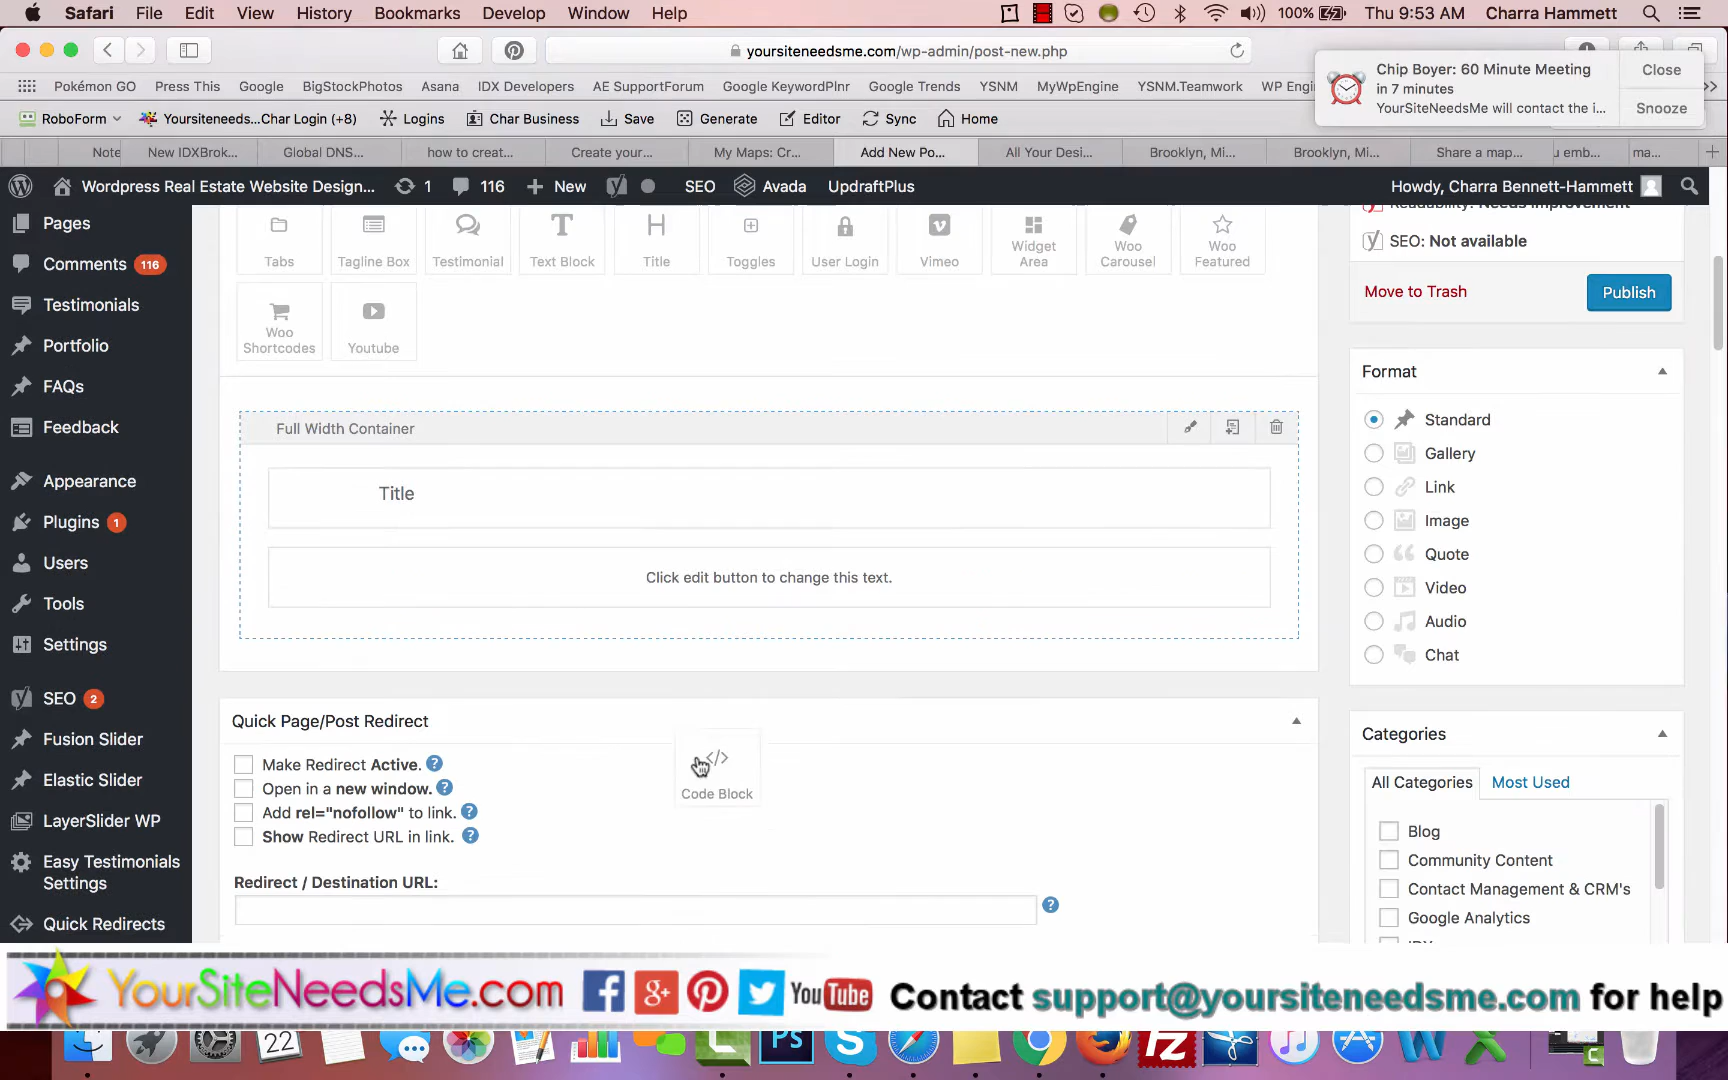 Safari File Edit View History Bookmarks Develop Window Help 100% Thu 9:53 AM Charra Hammett
yoursiteneedsme.com/wp-admin/post-new.php
Chip Boyer: 60 Minute Meeting
in 7 minutes
YourSiteNeedsMe will contact the i...
Close
Snooze
Pokémon GO Press This Google BigStockPhotos Asana IDX Developers AE SupportForum Google KeywordPlnr Google Trends YSNM MyWpEngine YSNM.Teamwork WP Engi
RoboForm Yoursiteneeds...Char Login (+8) Logins Char Business Save Generate Editor Sync Home
Note New IDXBrok... Global DNS... how to creat... Create your... My Maps: Cr... Add New Po... All Your Desi... Brooklyn, Mi... Brooklyn, Mi... Share a map... u emb... ma...
Wordpress Real Estate Website Design... 1 116 New SEO Avada UpdraftPlus Howdy, Charra Bennett-Hammett
Pages
Comments 116
Testimonials
Portfolio
FAQs
Feedback
Appearance
Plugins 1
Users
Tools
Settings
SEO 2
Fusion Slider
Elastic Slider
LayerSlider WP
Easy Testimonials
Settings
Quick Redirects
Tabs
Tagline Box
Testimonial
Text Block
Title
Toggles
User Login
Vimeo
Widget
Area
Woo
Carousel
Woo
Featured
Woo
Shortcodes
Youtube
Full Width Container
Title
Click edit button to change this text.
Quick Page/Post Redirect
Make Redirect Active. ?
Open in a new window. ?
Add rel="nofollow" to link. ?
Show Redirect URL in link. ?
</>
Code Block
Redirect / Destination URL:
?
Readability: Needs improvement
SEO: Not available
Move to Trash
Publish
Format
Standard
Gallery
Link
Image
Quote
Video
Audio
Chat
Categories
All Categories Most Used
Blog
Community Content
Contact Management & CRM's
Google Analytics
YourSiteNeedsMe.com f g+ You Tube Contact support@yoursiteneedsme.com for help
22 Ps S Fz W X C